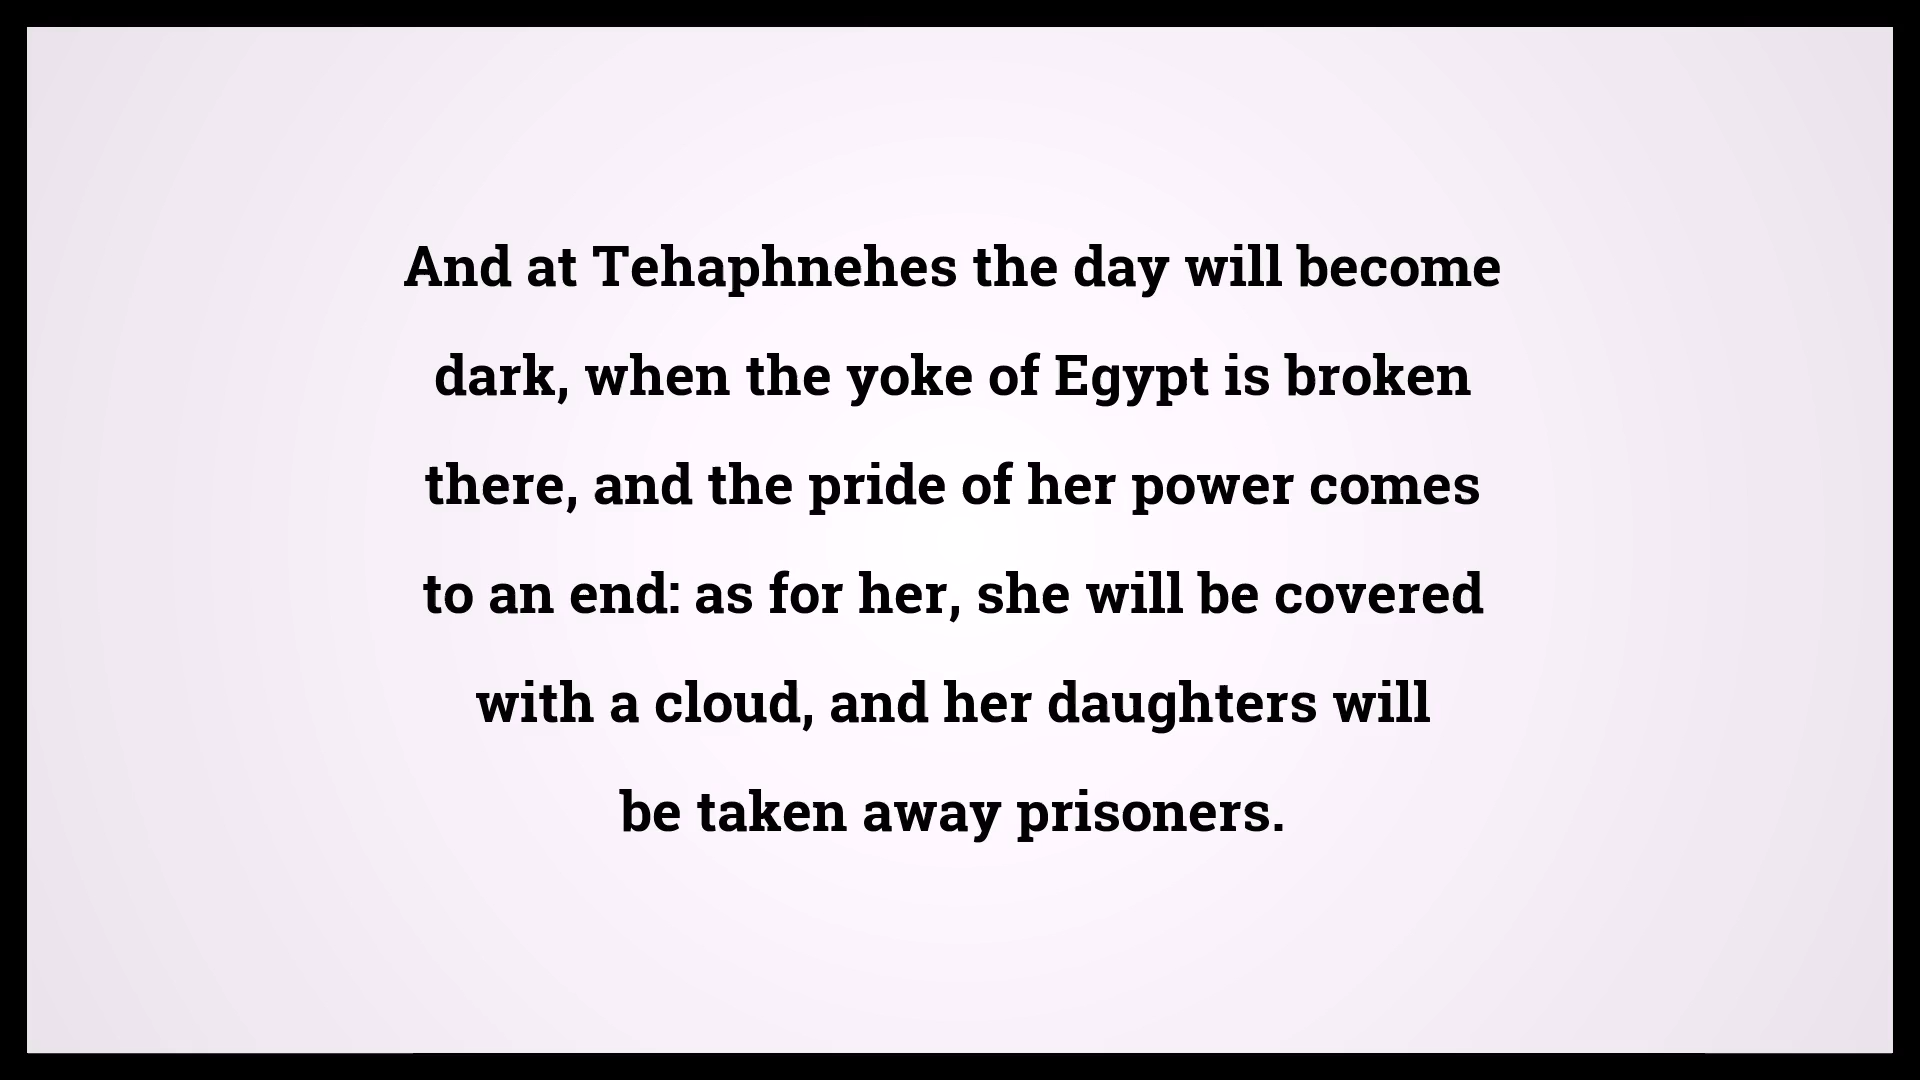 And at Tehaphnehes the day will become
dark, when the yoke of Egypt is broken
there, and the pride of her power comes
to an end: as for her, she will be covered
with a cloud, and her daughters will
be taken away prisoners.